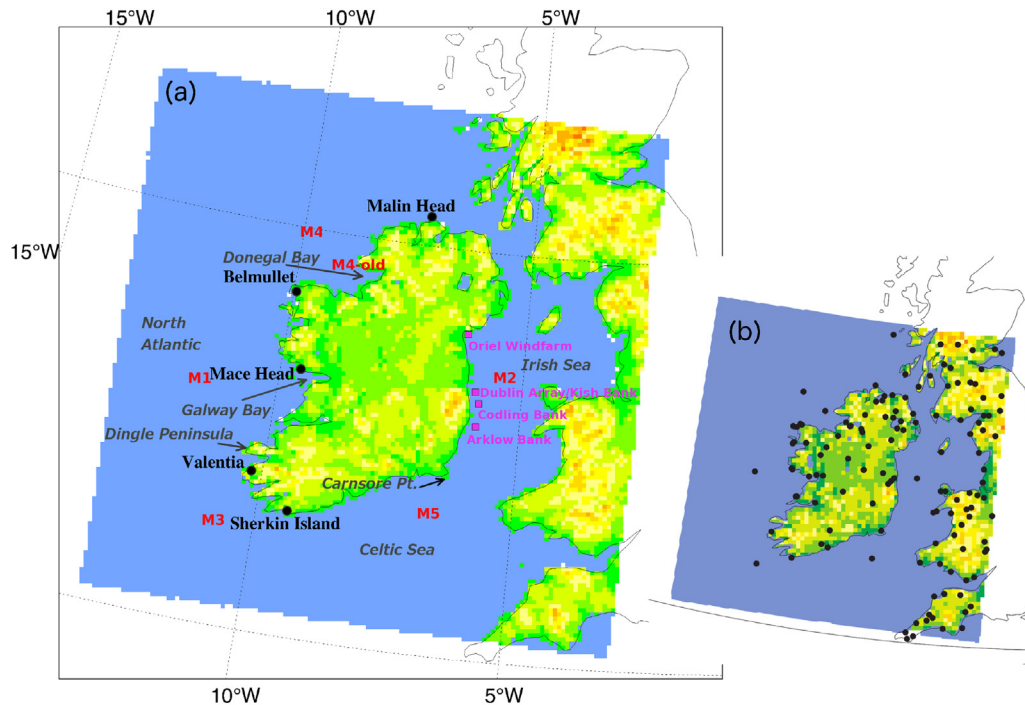 15°W
10°W
5°W
(a)
Malin Head
M4
15°W
Donegal Bay
M4-old
Belmullet
North
Atlantic
(b)
Oriel Windfarm
Irish Sea
M1
Mace Head
M2
Dublin Array/Kish Bank
Galway Bay
Codling Bank
Dingle Peninsula
Arklow Bank
Valentia
Carnsore Pt.
M3
Sherkin Island
M5
Celtic Sea
10°W
5°W